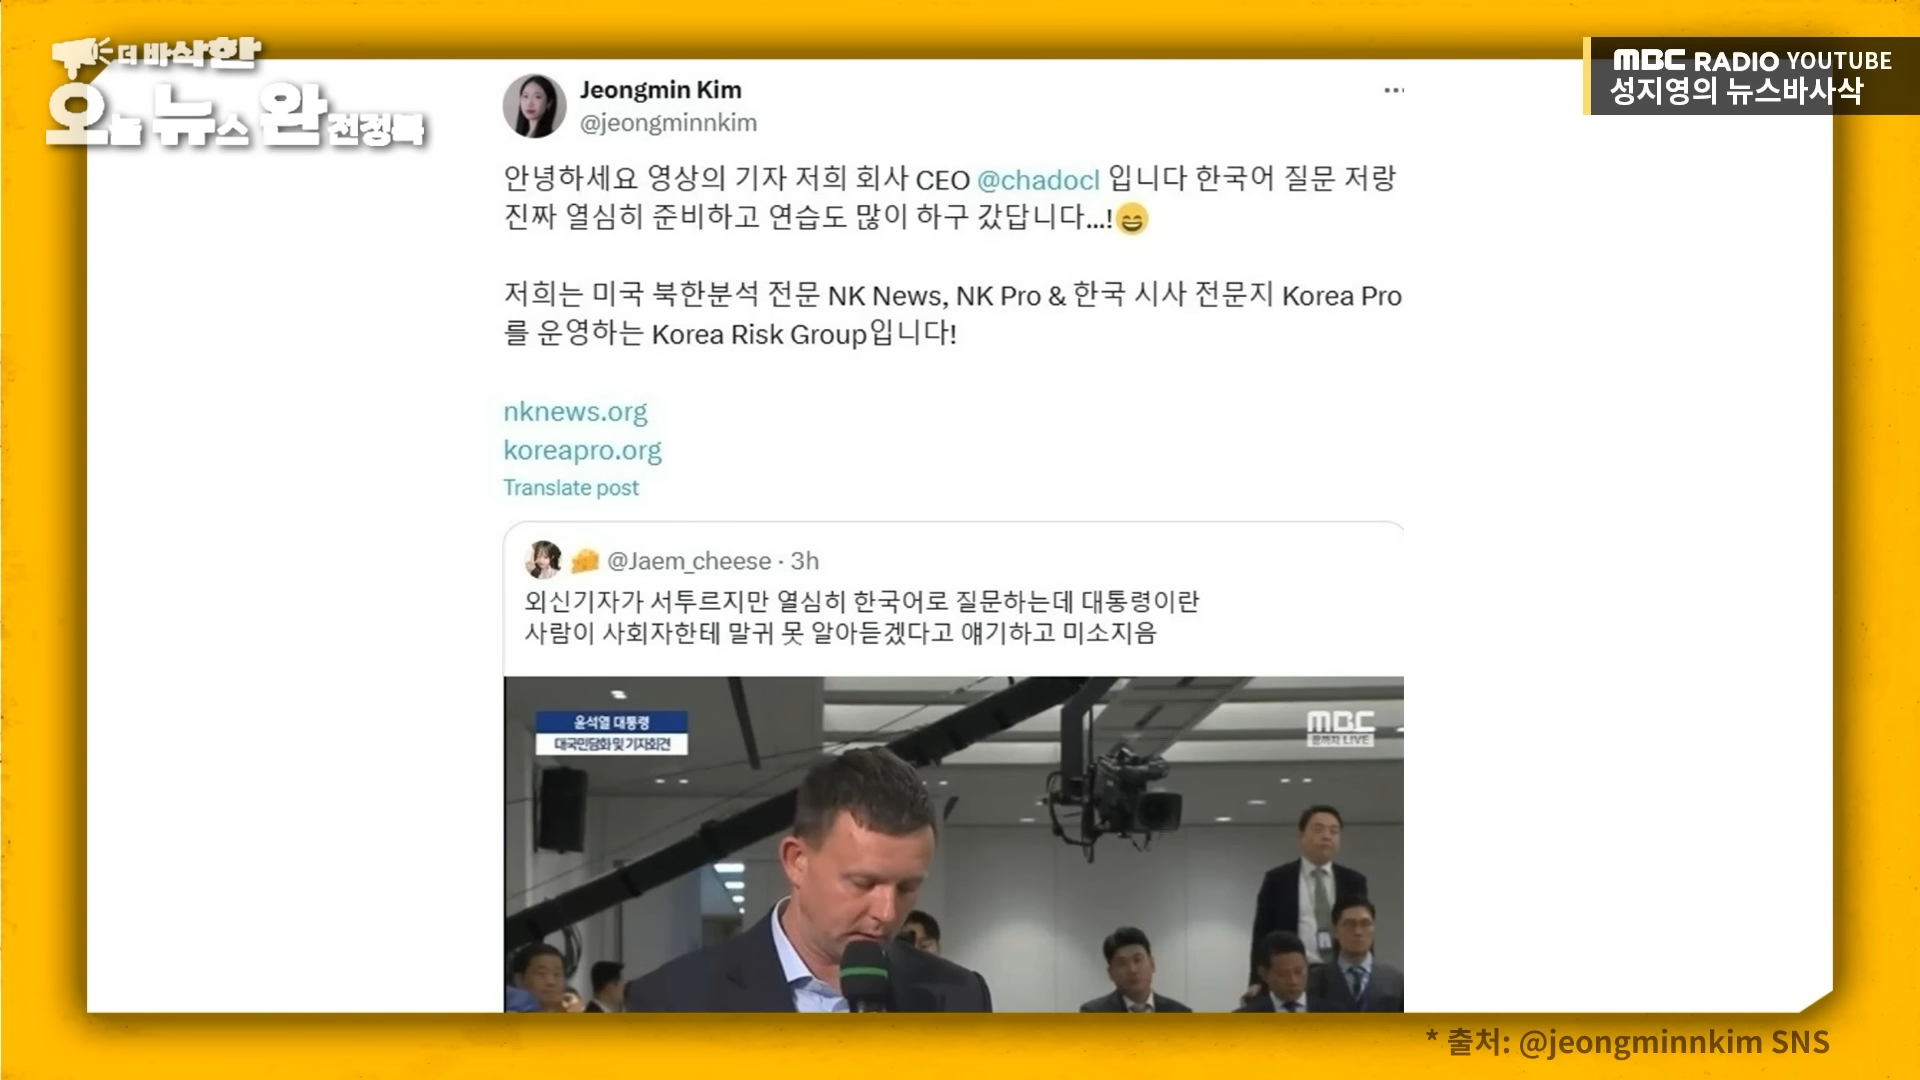 더 바삭한
오늘 뉴스 완전정복
MBC RADIO YOUTUBE
성지영의 뉴스바사삭
Jeongmin Kim
@jeongminnkim
안녕하세요 영상의 기자 저희 회사 CEO @chadocl 입니다 한국어 질문 저랑
진짜 열심히 준비하고 연습도 많이 하구 갔답니다...!😄
저희는 미국 북한분석 전문 NK News, NK Pro & 한국 시사 전문지 Korea Pro
를 운영하는 Korea Risk Group입니다!
nknews.org
koreapro.org
Translate post
🧀 @Jaem_cheese · 3h
외신기자가 서투르지만 열심히 한국어로 질문하는데 대통령이란
사람이 사회자한테 말귀 못 알아듣겠다고 얘기하고 미소지음
윤석열 대통령
대국민담화 및 기자회견
MBC
끝까지 LIVE
* 출처: @jeongminnkim SNS